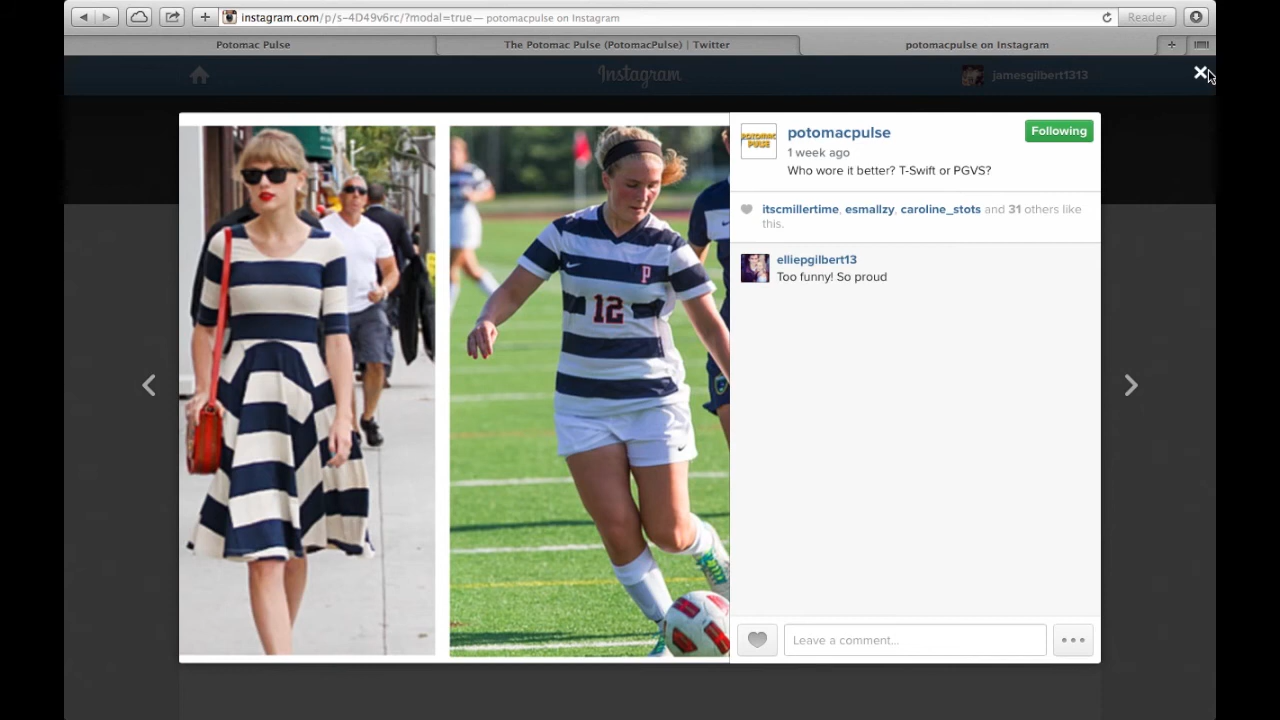 instagram.com/p/s-4D49v6rc/?modal=true — potomacpulse on Instagram
Reader
Potomac Pulse
The Potomac Pulse (PotomacPulse) | Twitter
potomacpulse on Instagram
Instagram
jamesgilbert1313
POTOMAC
PULSE
potomacpulse
Following
1 week ago
Who wore it better? T-Swift or PGVS?
itscmillertime, esmallzy, caroline_stots and 31 others like
this.
elliepgilbert13
Too funny! So proud
P
12
Leave a comment...